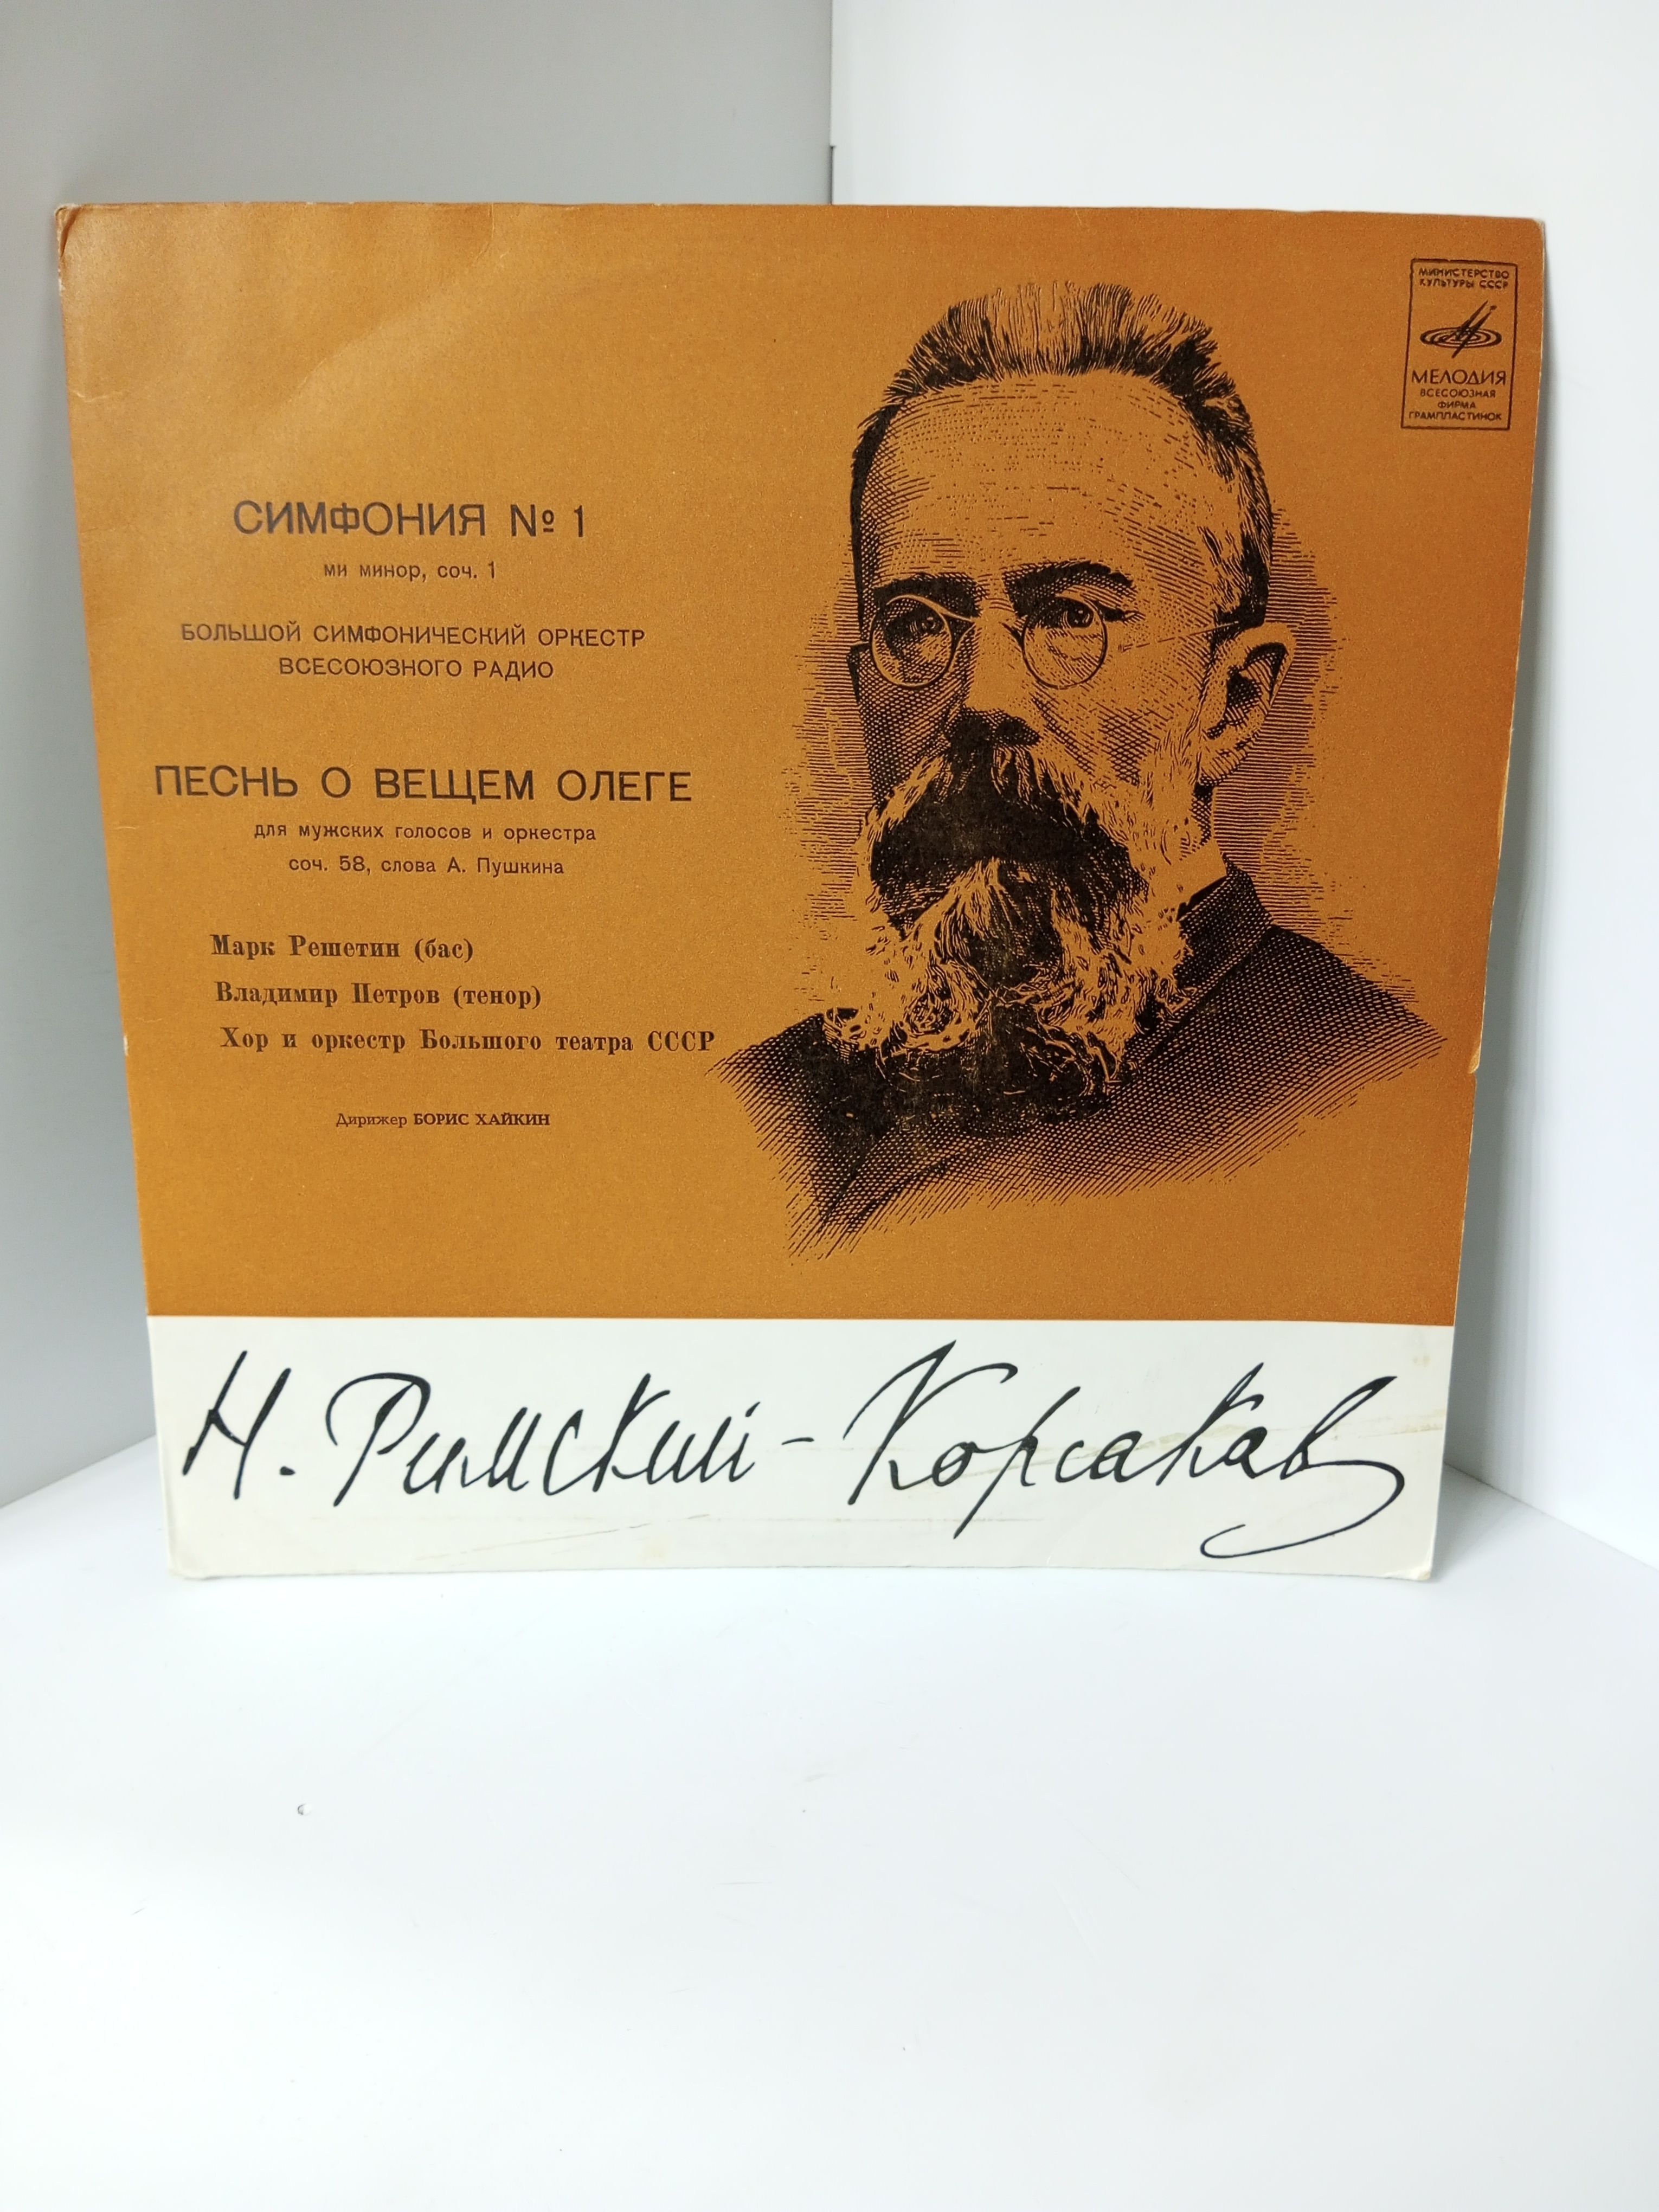 МИНИСТЕРСТВО
КУЛЬТУРЫ СССР
МЕЛОДИЯ
ВСЕСОЮЗНАЯ
ФИРМА
ГРАМПЛАСТИНОК
СИМФОНИЯ № 1
ми минор, соч. 1
БОЛЬШОЙ СИМФОНИЧЕСКИЙ ОРКЕСТР
ВСЕСОЮЗНОГО РАДИО
ПЕСНЬ О ВЕЩЕМ ОЛЕГЕ
для мужских голосов и оркестра
соч. 58, слова А. Пушкина
Марк Решетин (бас)
Владимир Петров (тенор)
Хор и оркестр Большого театра СССР
Дирижер БОРИС ХАЙКИН
Н. Римский-Корсаков